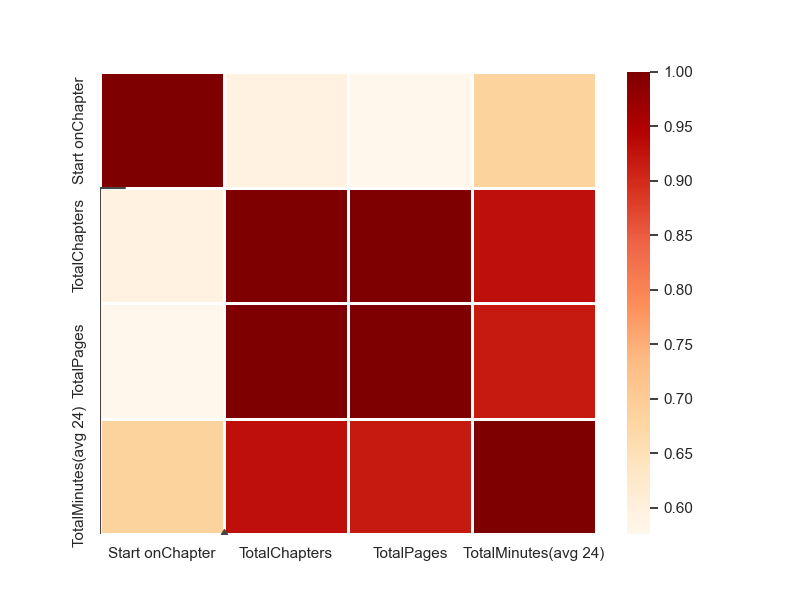 Start onChapter
TotalChapters
TotalPages
TotalMinutes(avg 24)
Start onChapter
TotalChapters
TotalPages
TotalMinutes(avg 24)
1.00
0.95
0.90
0.85
0.80
0.75
0.70
0.65
0.60